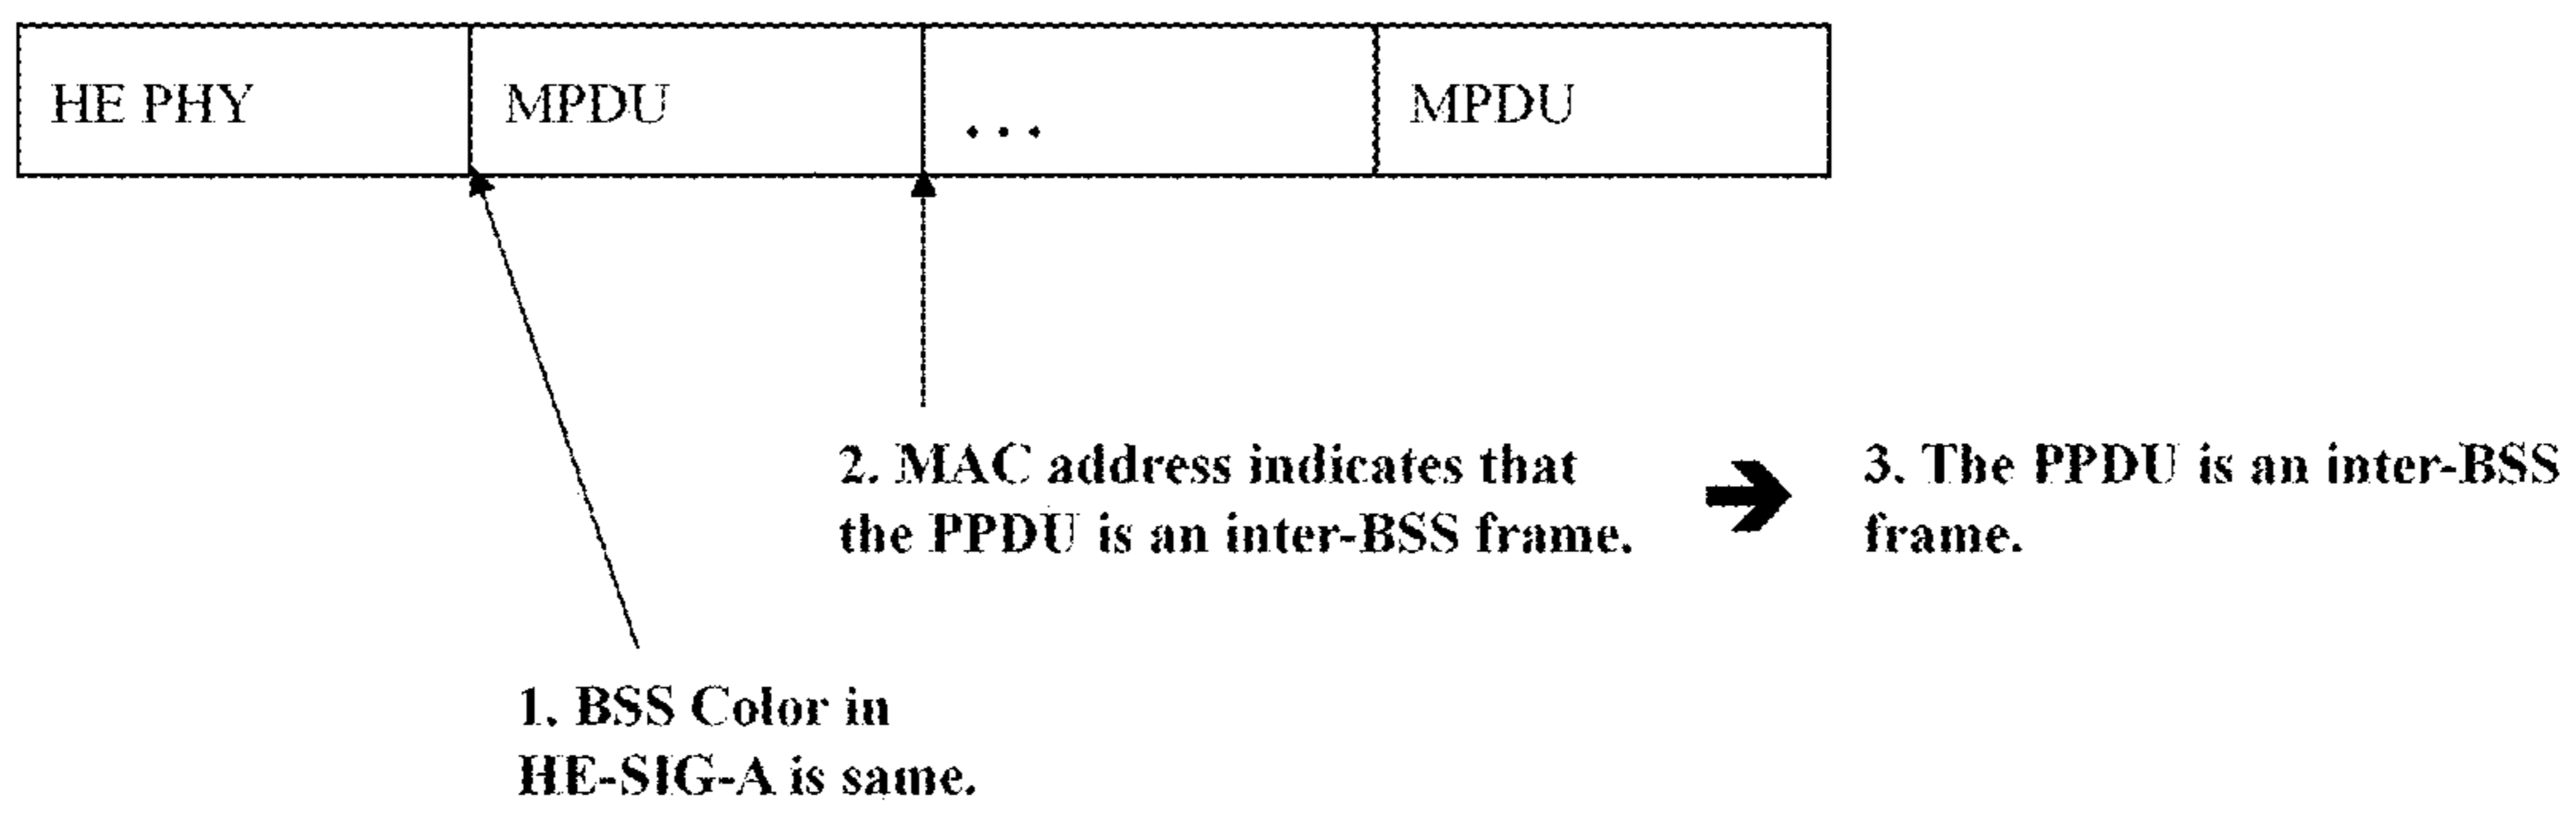 HE PHY
MPDU
...
MPDU
2. MAC address indicates that
the PPDU is an inter-BSS frame.
3. The PPDU is an inter-BSS
frame.
1. BSS Color in
HE-SIG-A is same.